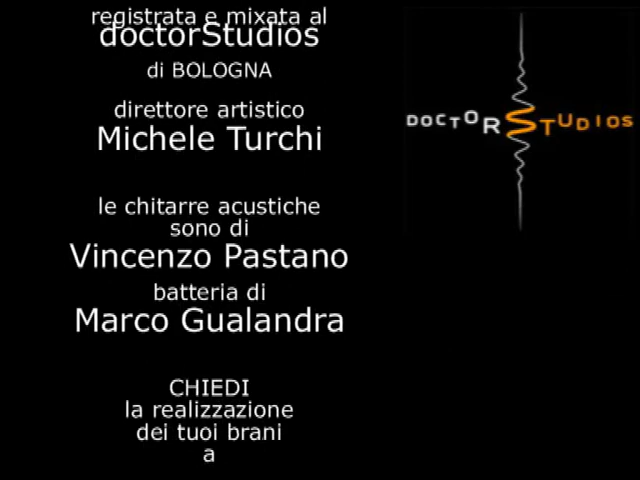 registrata e mixata al
doctorStudios
di BOLOGNA
direttore artistico
Michele Turchi
le chitarre acustiche
sono di
Vincenzo Pastano
batteria di
Marco Gualandra
CHIEDI
la realizzazione
dei tuoi brani
a
DOCTOR STUDIOS